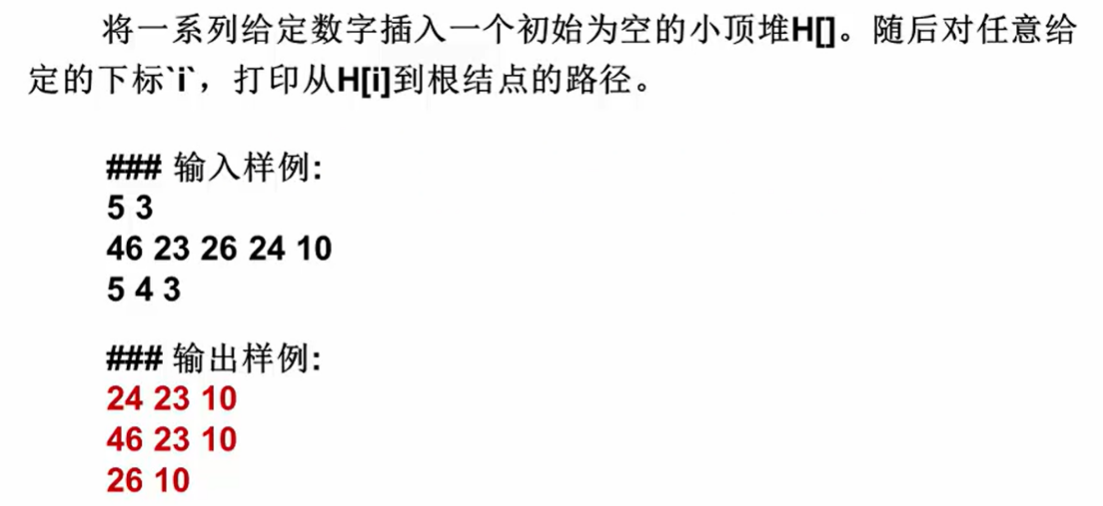 将一系列给定数字插入一个初始为空的小顶堆H[]。随后对任意给
定的下标`i`，打印从H[i]到根结点的路径。
### 输入样例:
5 3
46 23 26 24 10
5 4 3
### 输出样例:
24 23 10
46 23 10
26 10